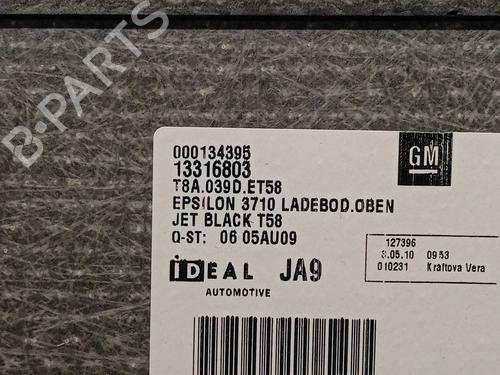 B-PARTS
000134395
13316803
T8A.039D.ET58
EPSILON 3710 LADEBOD.OBEN
JET BLACK T58
Q-ST: 06 05AU09
IDEAL JA9
AUTOMOTIVE
GM
127396
3.05.10 09 53
010231 Kraftova Vera